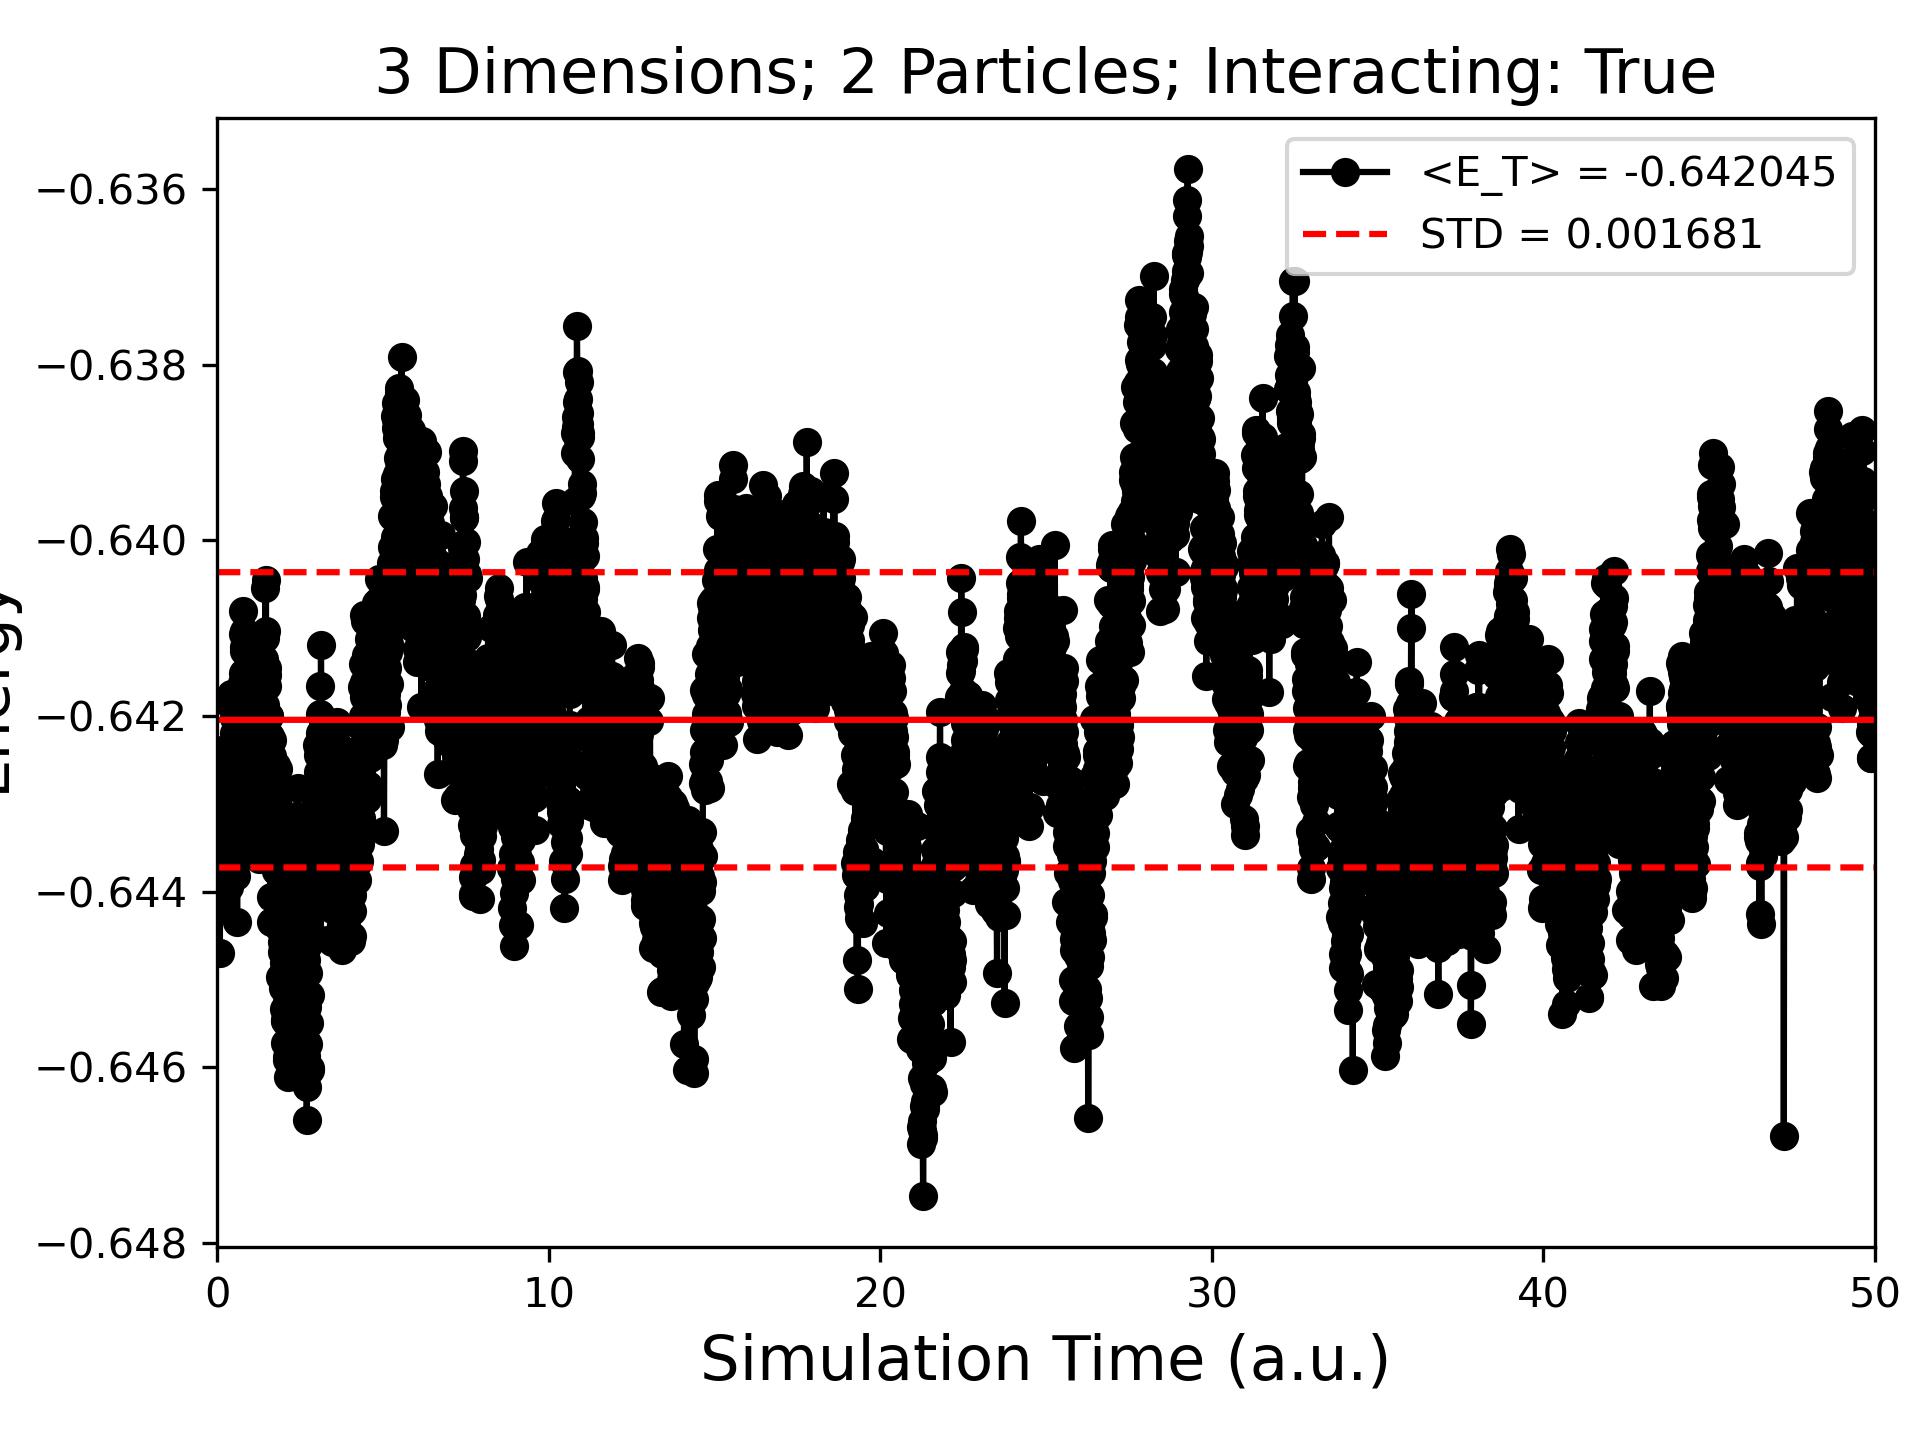 3 Dimensions; 2 Particles; Interacting: True
<E_T> = -0.642045
STD = 0.001681
−0.636
−0.638
−0.640
−0.642
−0.644
−0.646
−0.648
Energy
0 10 20 30 40 50
Simulation Time (a.u.)